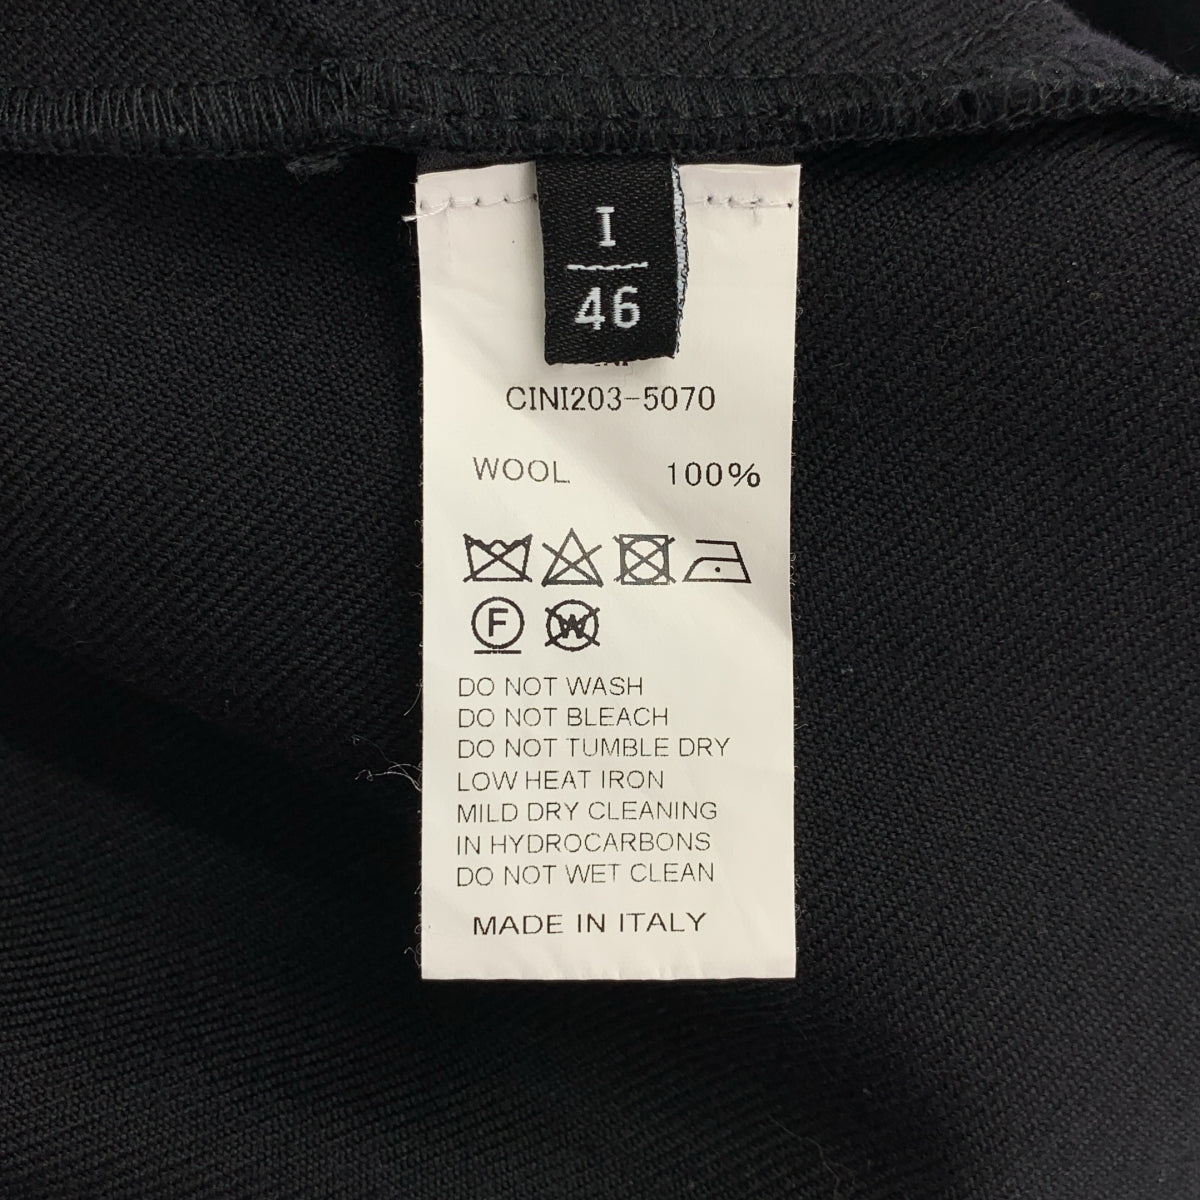 I
46
CINI203-5070
WOOL 100%
F
W
DO NOT WASH
DO NOT BLEACH
DO NOT TUMBLE DRY
LOW HEAT IRON
MILD DRY CLEANING
IN HYDROCARBONS
DO NOT WET CLEAN
MADE IN ITALY